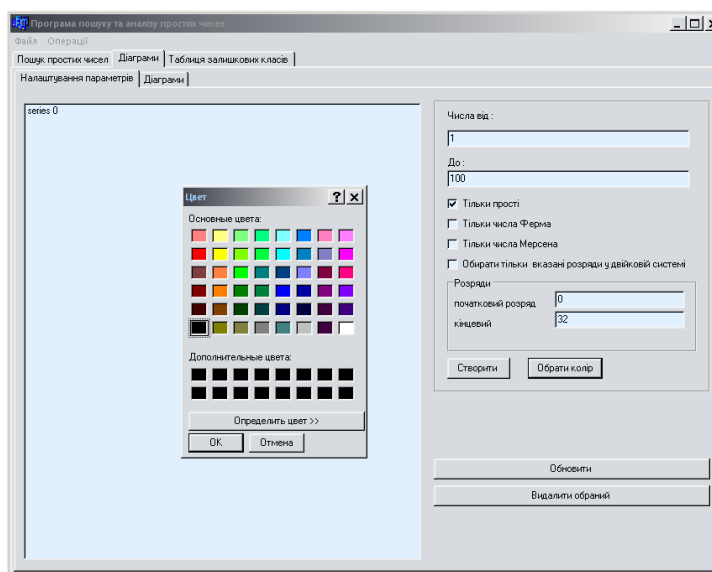 Програма пошуку та аналізу простих чисел
Файл Операції
Пошук простих чисел Діаграми Таблиця залишкових класів
Налаштування параметрів Діаграми
series 0
Числа від :
1
До :
100
Тільки прості
Тільки числа Ферма
Тільки числа Мерсена
Обирати тільки вказані розряди у двійковій системі
Розряди
початковий розряд 0
кінцевий 32
Створити Обрати колір
Обновити
Видалити обраний
Цвет
Основные цвета:
Дополнительные цвета:
Определить цвет >>
OK Отмена